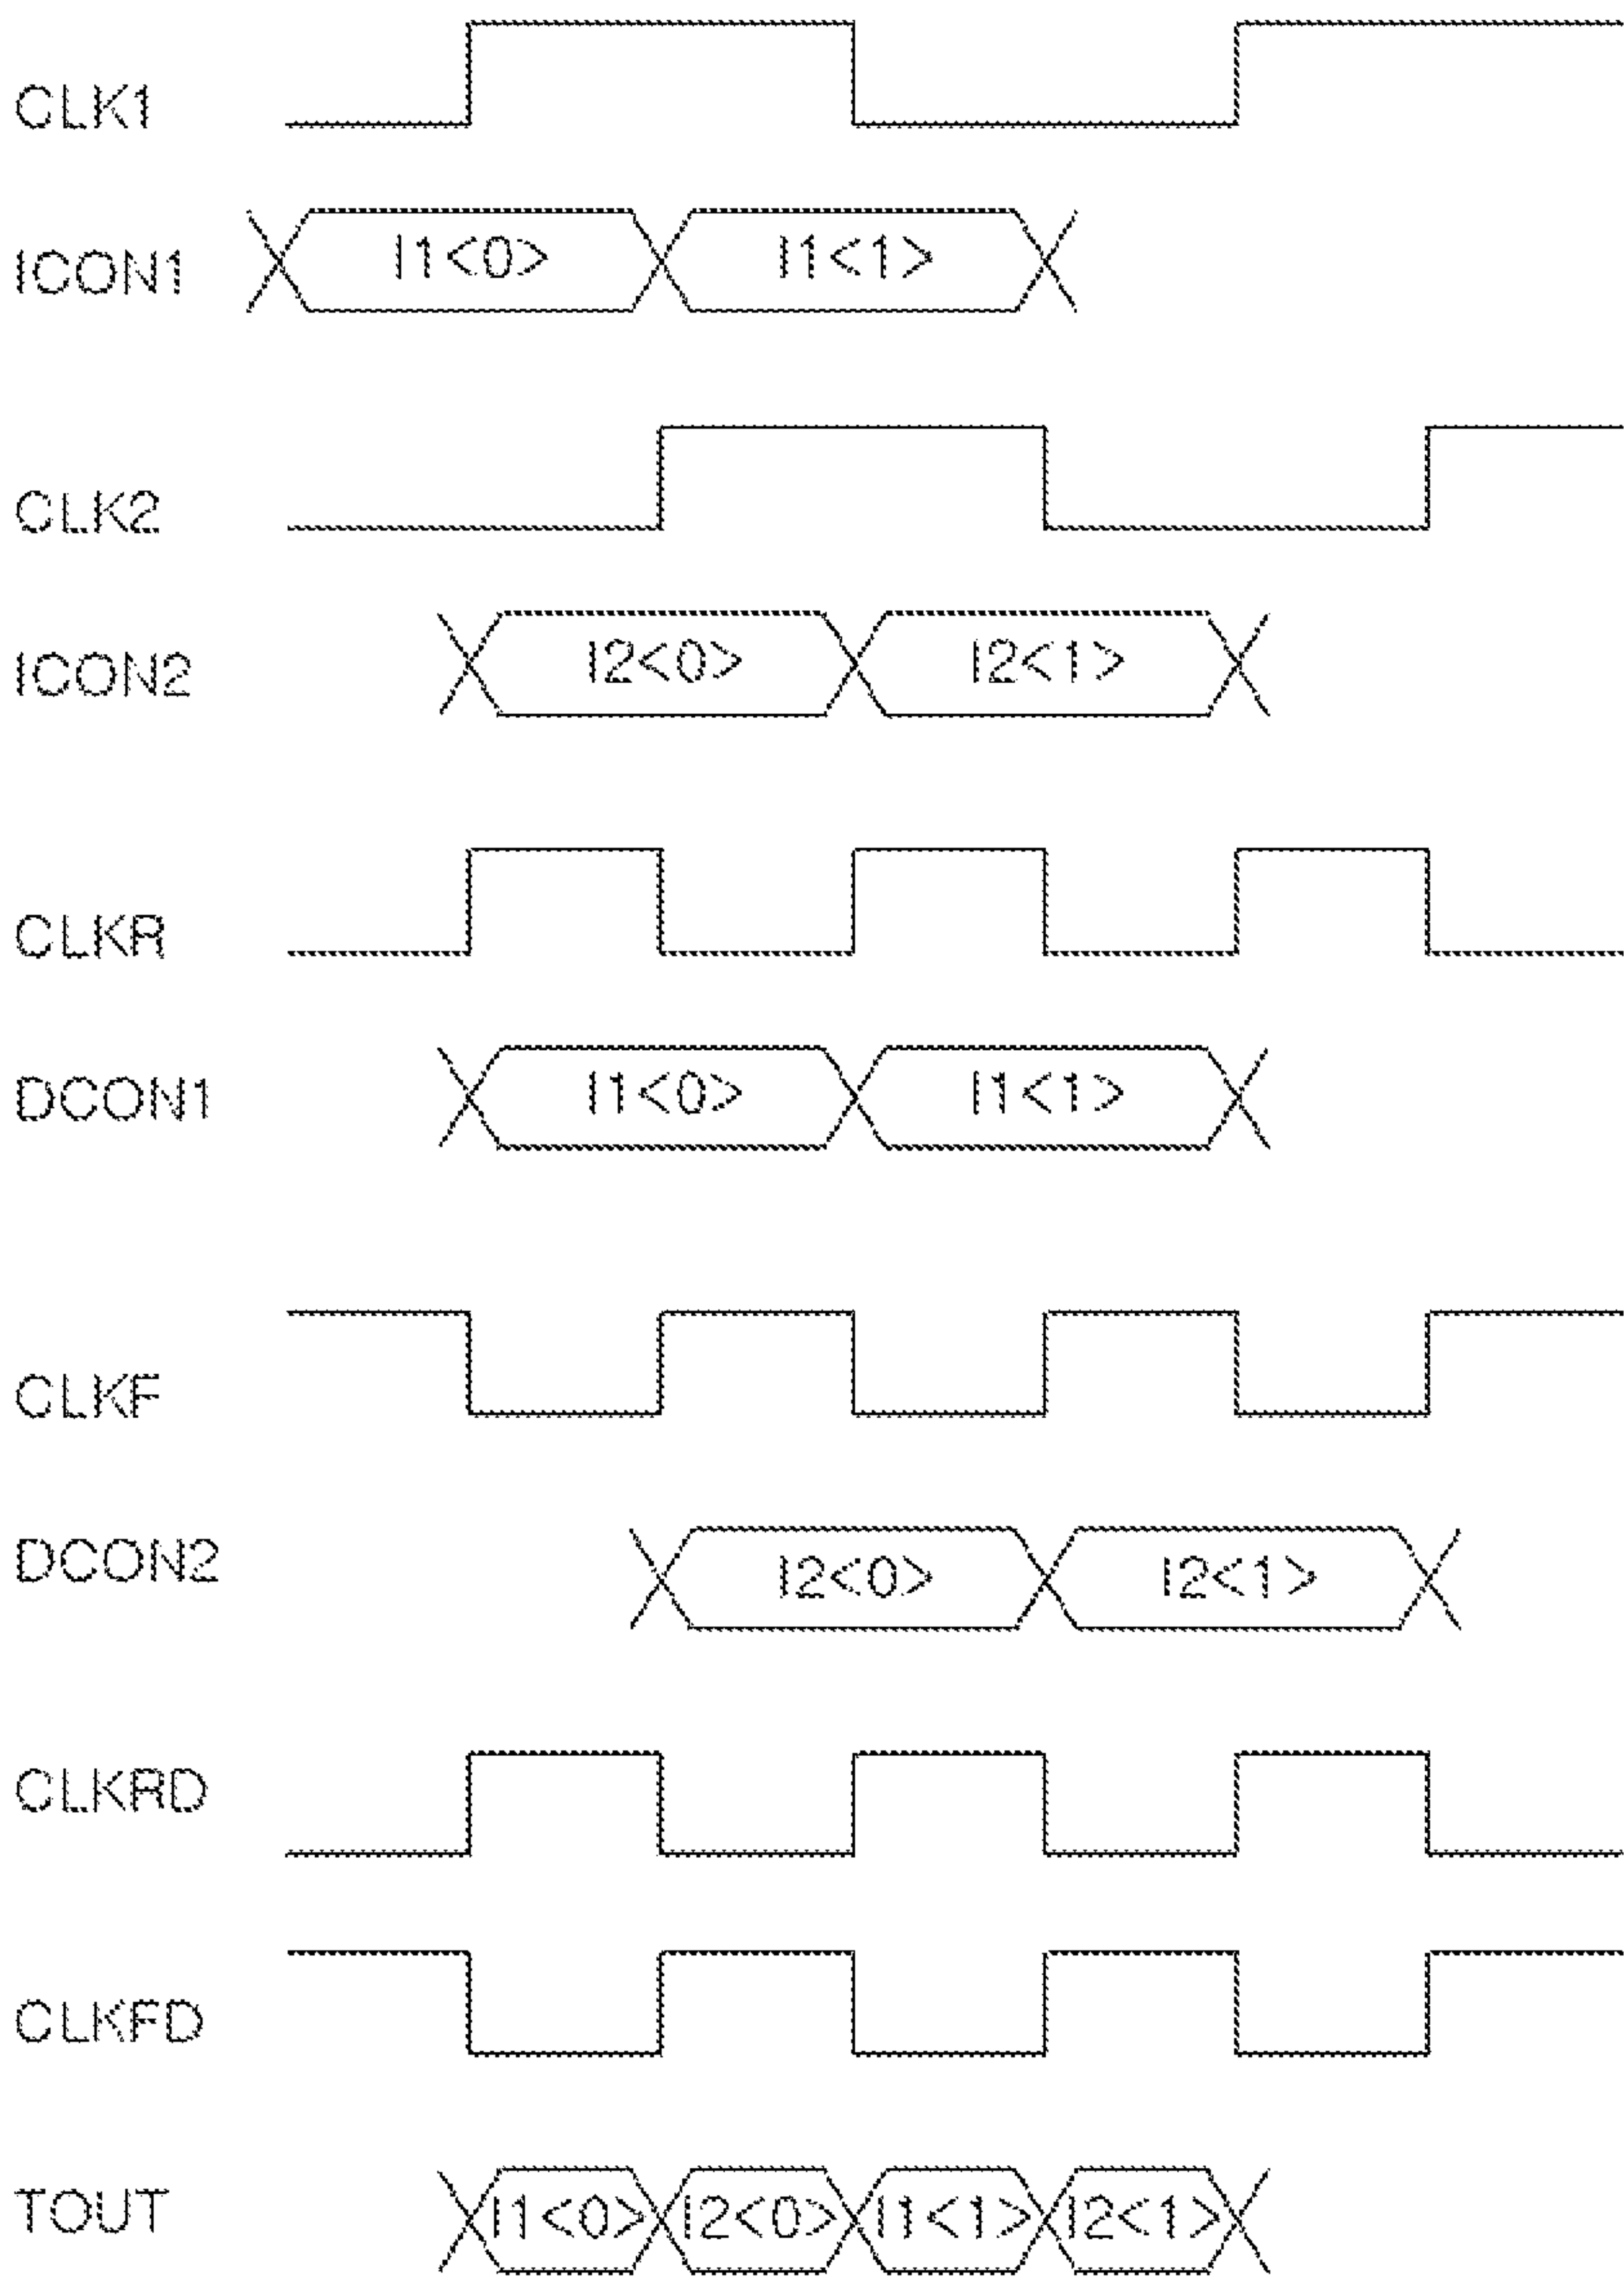 CLK1
ICON1 I1<0> I1<1>
CLK2
ICON2 I2<0> I2<1>
CLKR
DCON1 I1<0> I1<1>
CLKF
DCON2 I2<0> I2<1>
CLKRD
CLKFD
TOUT I1<0> I2<0> I1<1> I2<1>